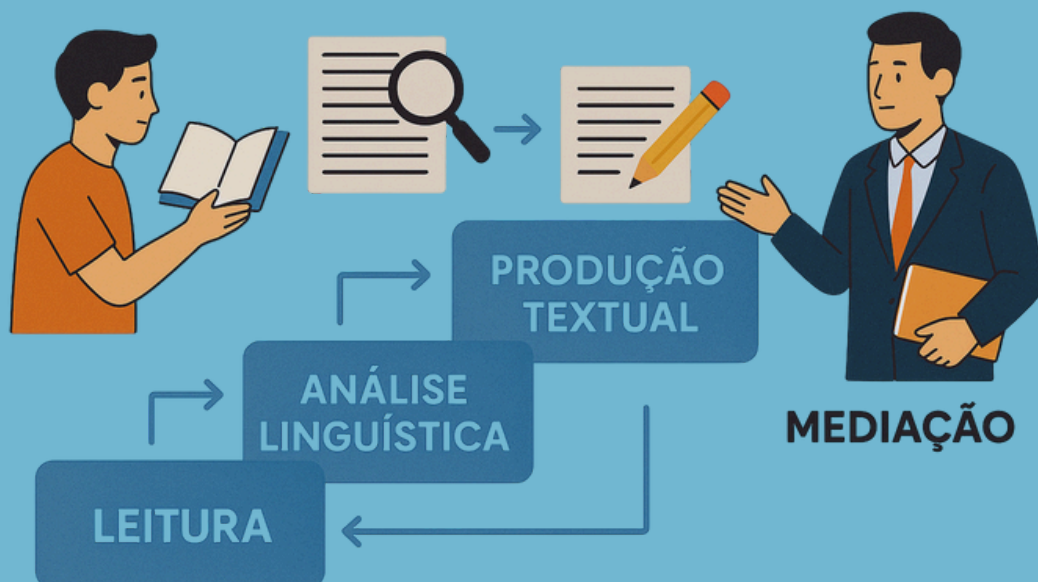 PRODUÇÃO
TEXTUAL
ANÁLISE
LINGUÍSTICA
LEITURA
MEDIAÇÃO